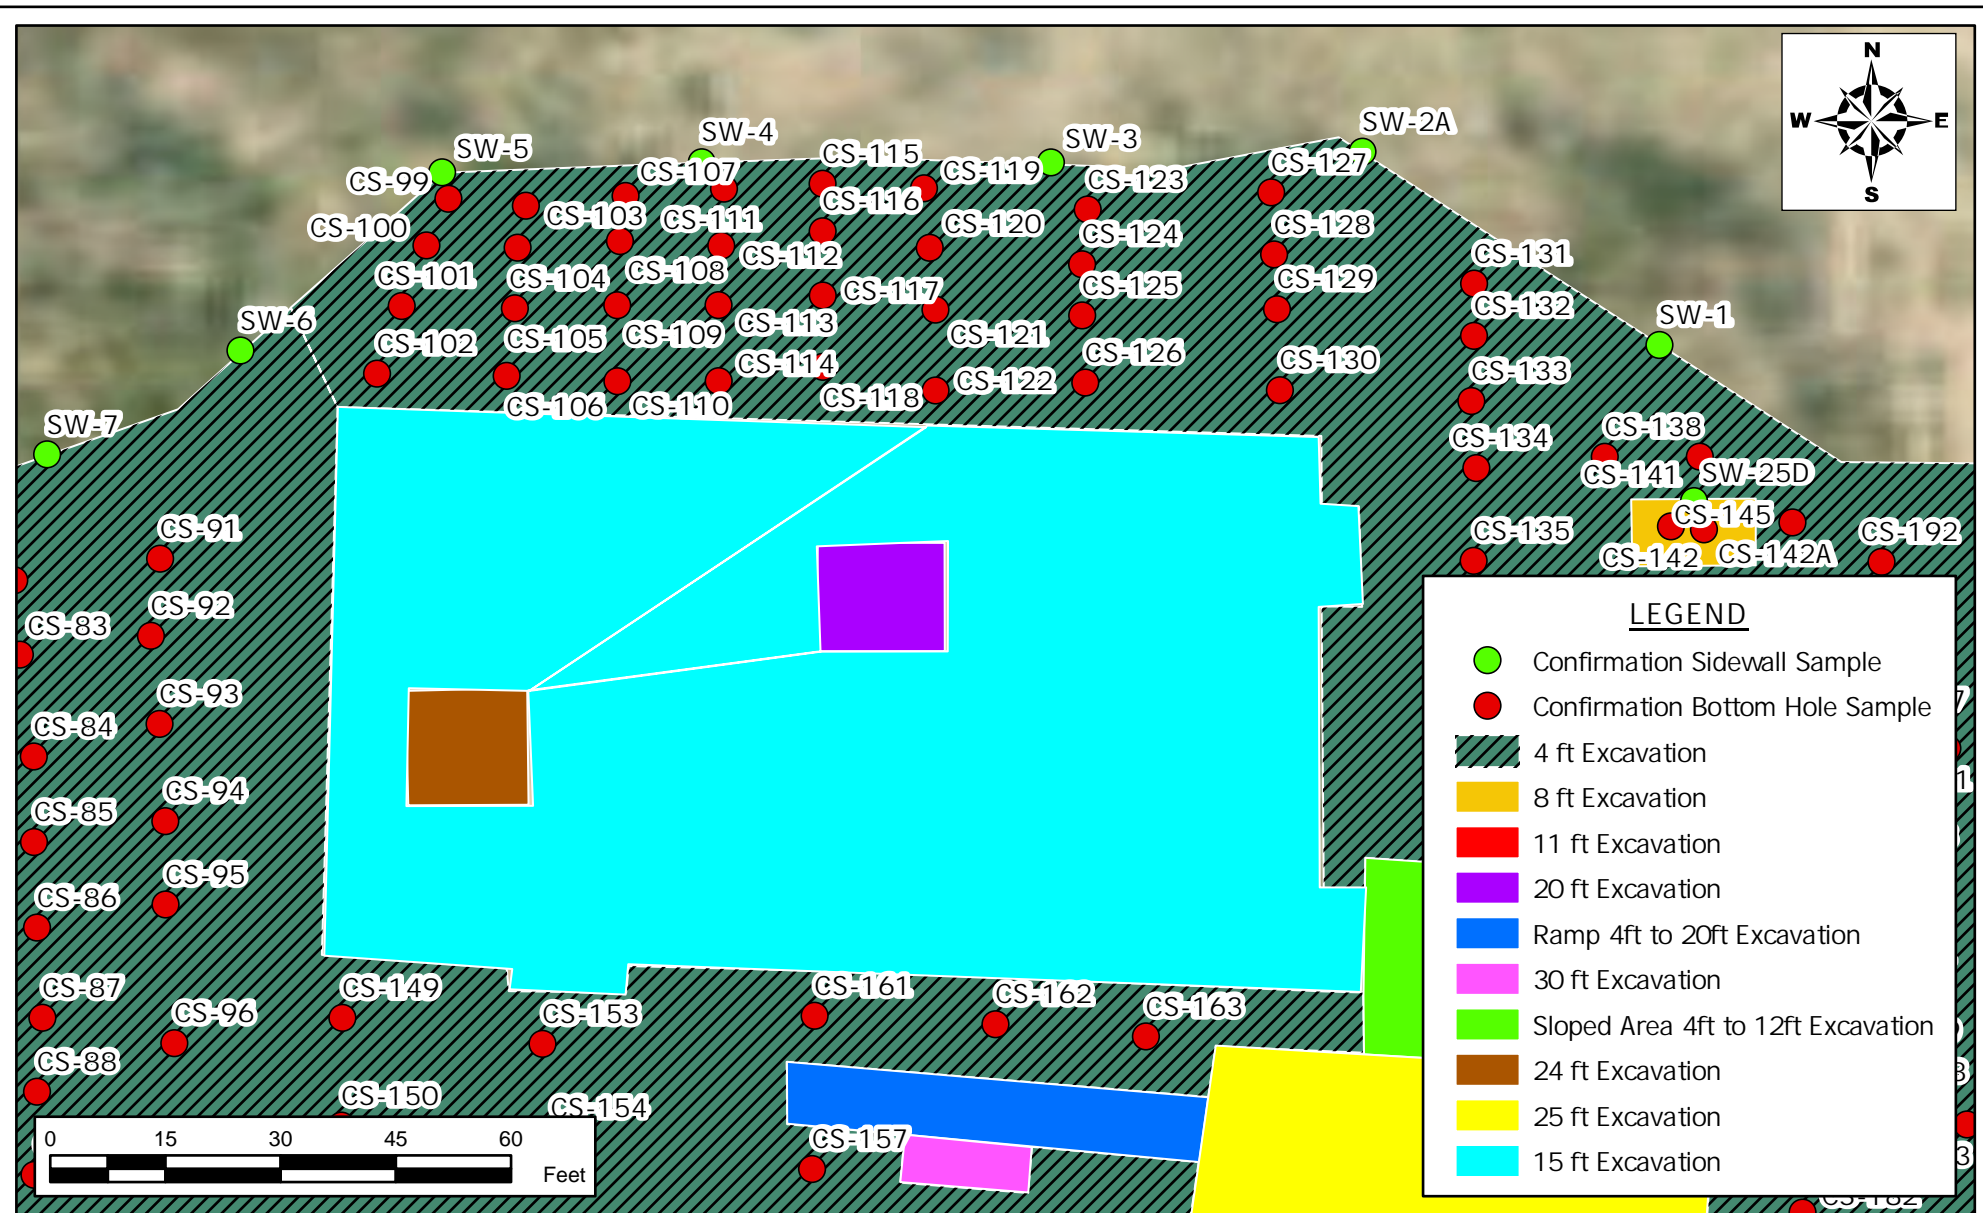 N
W E
S
SW-4
SW-2A
SW-5
SW-3
CS-115
CS-127
CS-99
CS-107
CS-119
CS-123
CS-116
CS-103
CS-111
CS-100
CS-120
CS-124
CS-128
CS-112
CS-131
CS-101
CS-104
CS-108
CS-117
CS-125
CS-129
CS-132
SW-1
SW-6
CS-113
CS-109
CS-121
CS-105
CS-102
CS-114
CS-126
CS-130
CS-133
CS-122
CS-118
CS-106
CS-110
SW-7
CS-134
CS-138
CS-141
SW-25D
CS-91
CS-145
CS-135
CS-192
CS-142
CS-142A
CS-92
CS-83
CS-93
CS-84
CS-94
CS-85
CS-95
CS-86
CS-87
CS-149
CS-161
CS-162
CS-163
CS-96
CS-153
CS-88
CS-150
CS-154
CS-157
CS-182
LEGEND
Confirmation Sidewall Sample
Confirmation Bottom Hole Sample
4 ft Excavation
8 ft Excavation
11 ft Excavation
20 ft Excavation
Ramp 4ft to 20ft Excavation
30 ft Excavation
Sloped Area 4ft to 12ft Excavation
24 ft Excavation
25 ft Excavation
15 ft Excavation
0 15 30 45 60
Feet